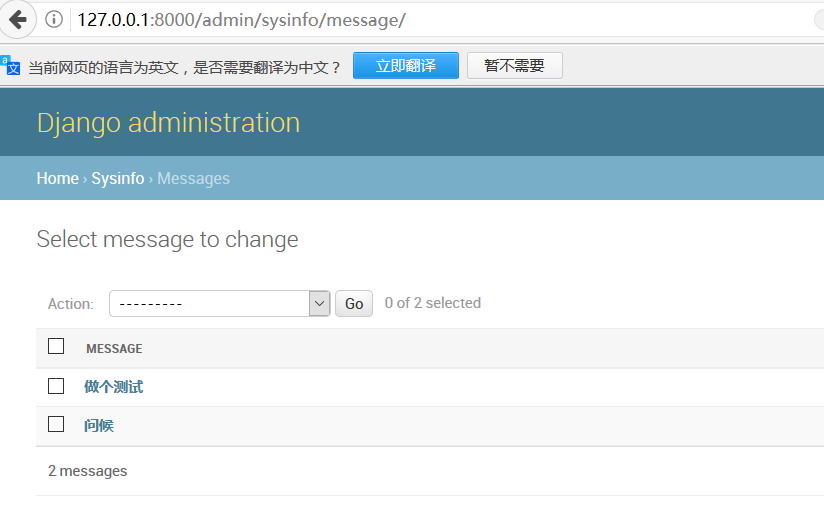 127.0.0.1:8000/admin/sysinfo/message/
当前网页的语言为英文，是否需要翻译为中文？ 立即翻译 暂不需要
Django administration
Home › Sysinfo › Messages
Select message to change
Action: --------- Go 0 of 2 selected
MESSAGE
做个测试
问候
2 messages